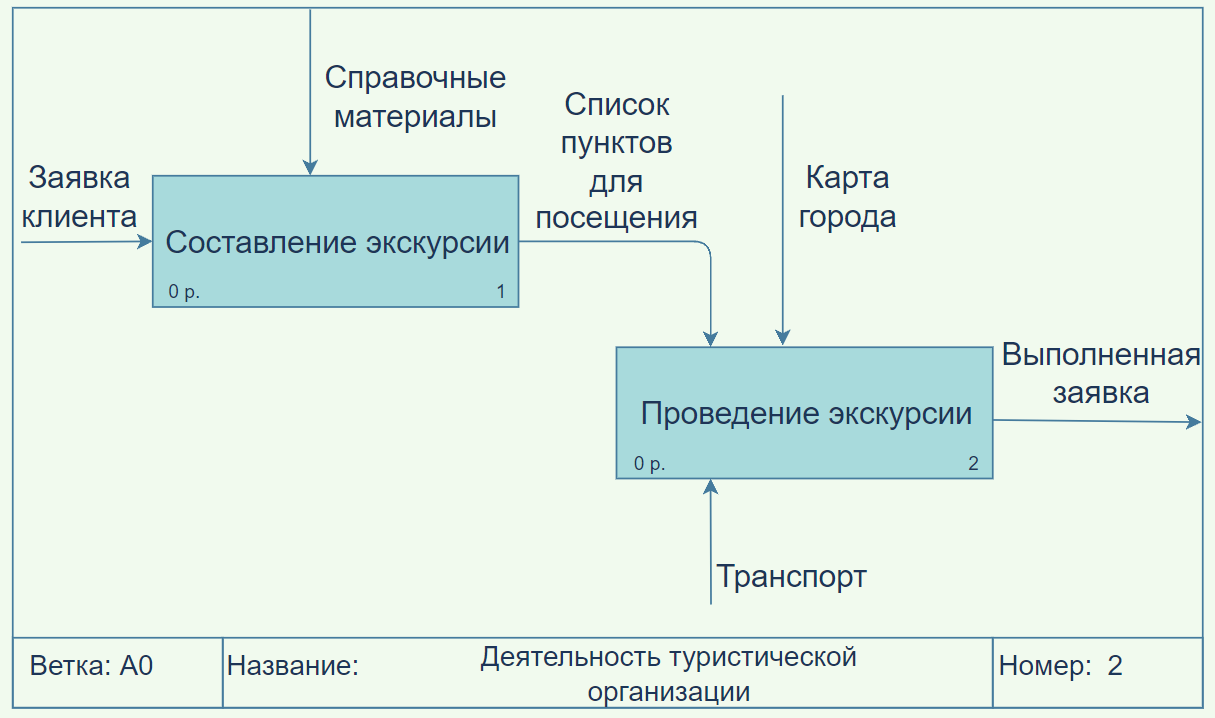 Справочные
материалы
Список
пунктов
для
посещения
Заявка
клиента
Карта
города
Составление экскурсии
0 р.
1
Выполненная
заявка
Проведение экскурсии
0 р.
2
Транспорт
Ветка: A0
Название:
Деятельность туристической
организации
Номер: 2